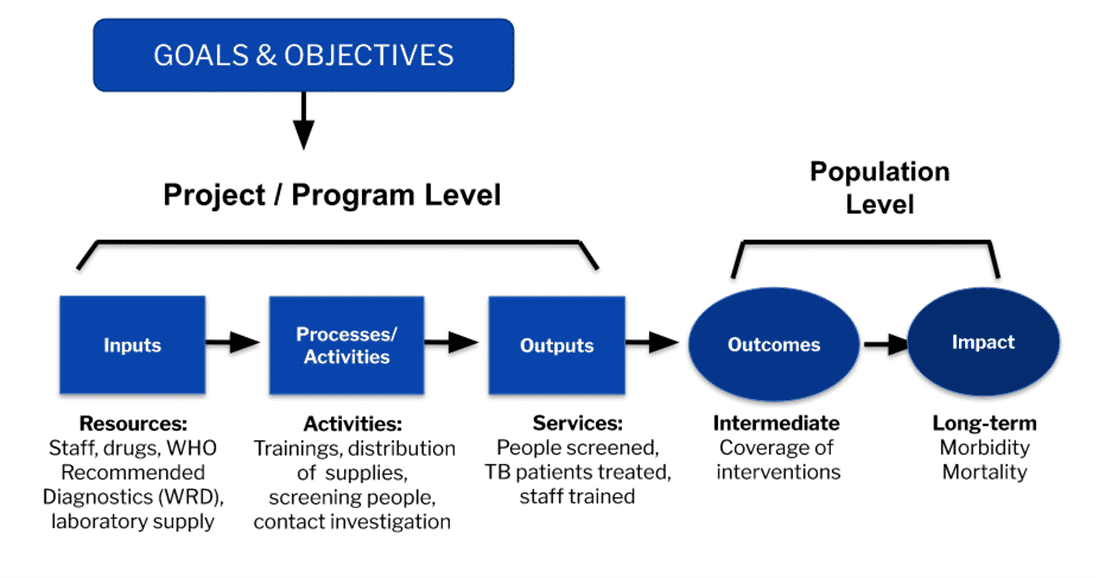 GOALS & OBJECTIVES
Project / Program Level
Population
Level
Inputs
Processes/
Activities
Outputs
Outcomes
Impact
Resources:
Staff, drugs, WHO
Recommended
Diagnostics (WRD),
laboratory supply
Activities:
Trainings, distribution
of supplies,
screening people,
contact investigation
Services:
People screened,
TB patients treated,
staff trained
Intermediate
Coverage of
interventions
Long-term
Morbidity
Mortality